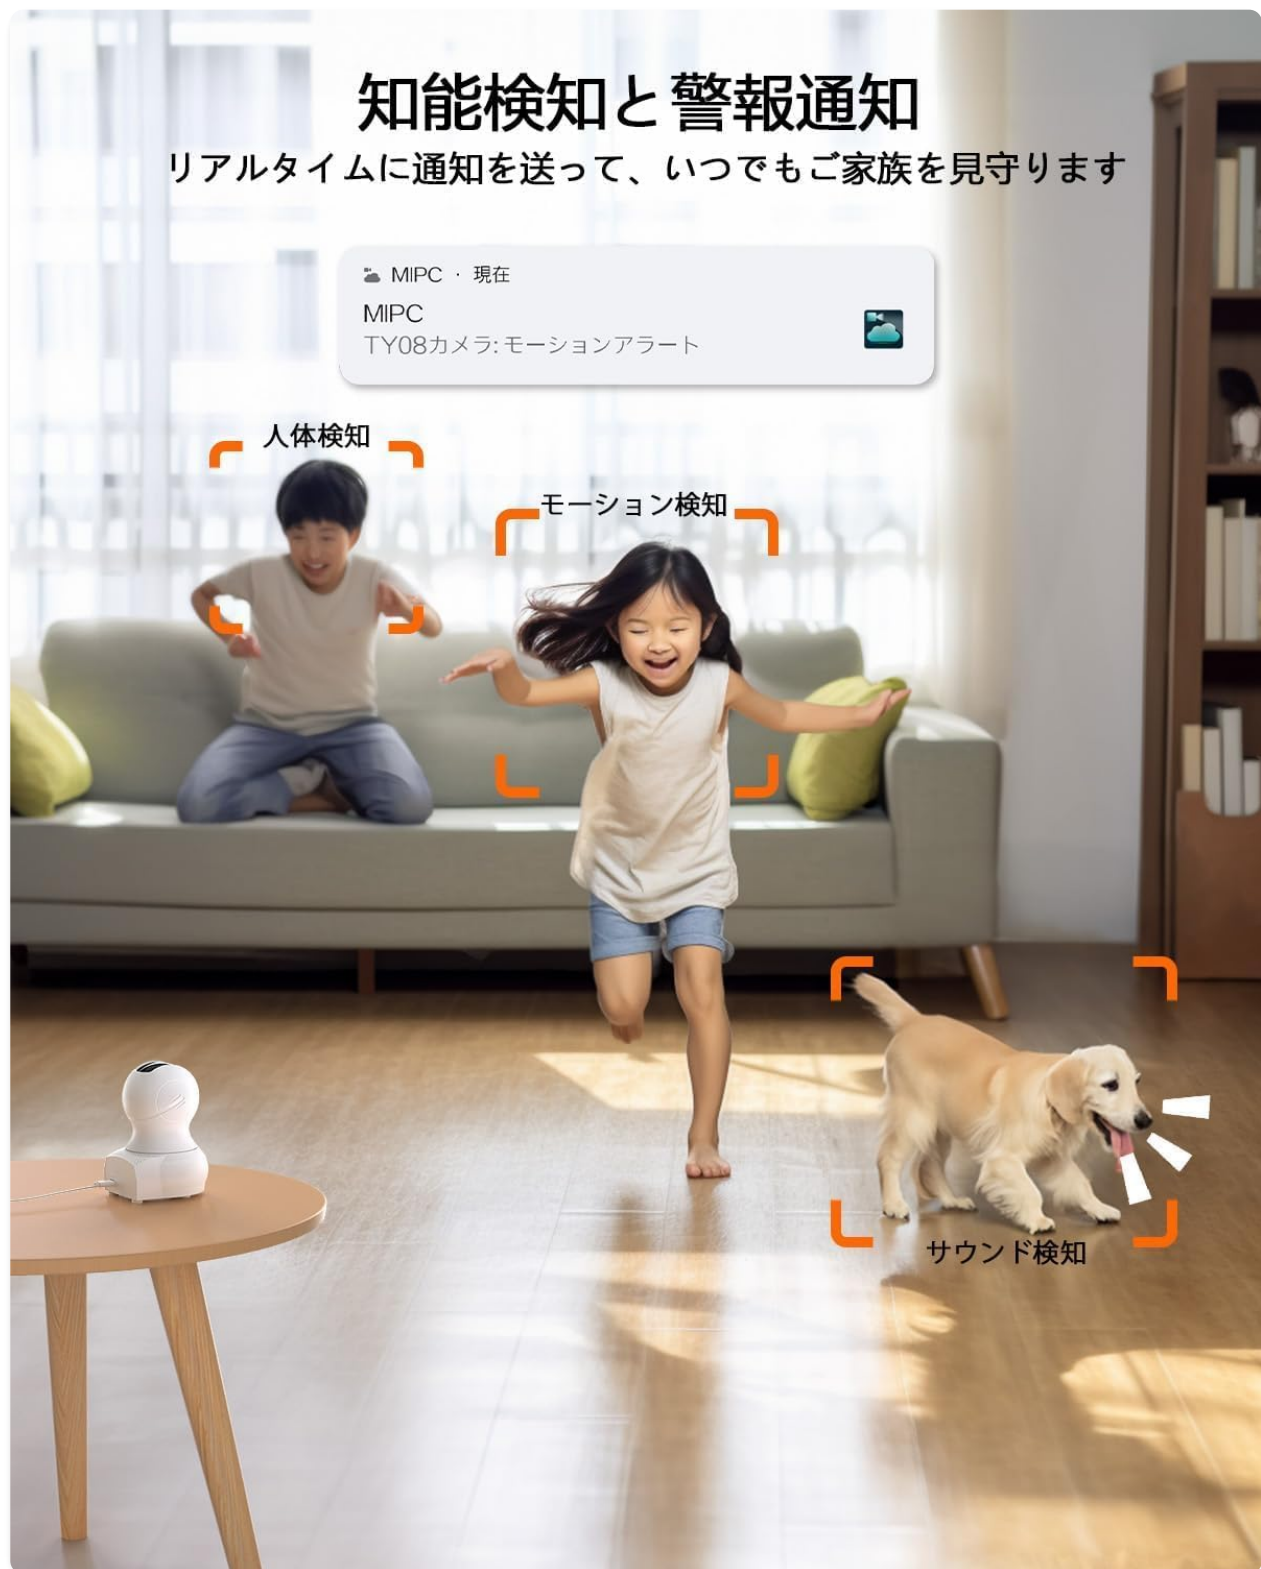 知能検知と警報通知
リアルタイムに通知を送って、いつでもご家族を見守ります
MIPC · 現在
MIPC
TY08カメラ:モーションアラート
人体検知
モーション検知
サウンド検知